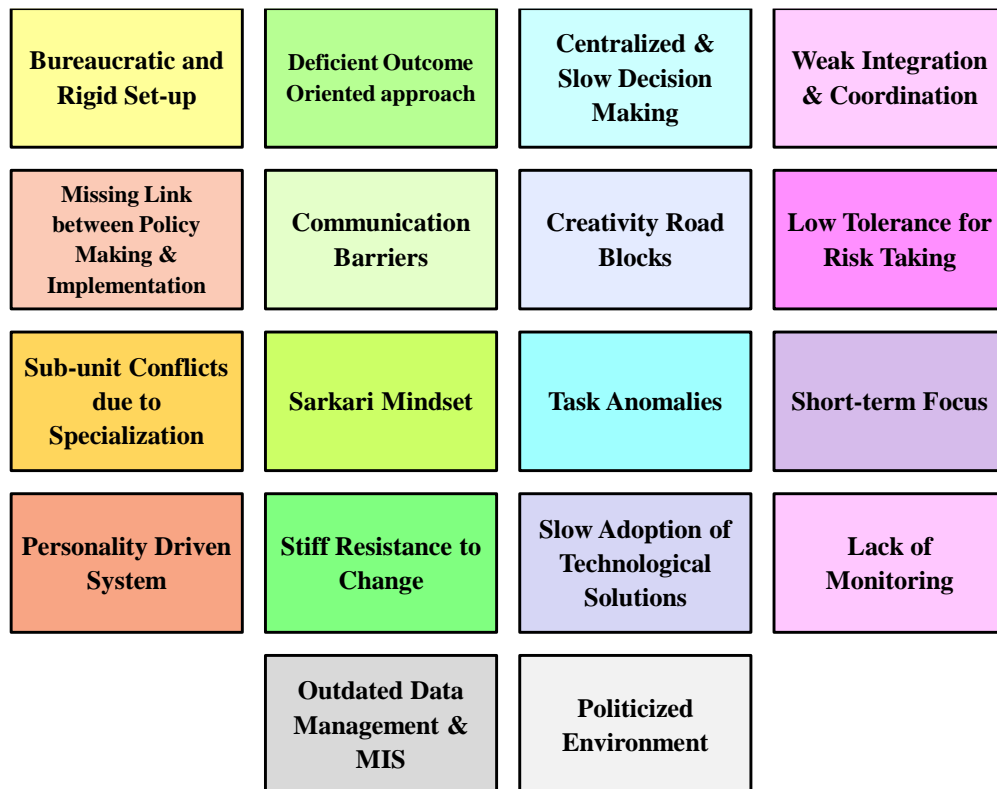 Bureaucratic and
Rigid Set-up
Deficient Outcome
Oriented approach
Centralized &
Slow Decision
Making
Weak Integration
& Coordination
Missing Link
between Policy
Making &
Implementation
Communication
Barriers
Creativity Road
Blocks
Low Tolerance for
Risk Taking
Sub-unit Conflicts
due to
Specialization
Sarkari Mindset
Task Anomalies
Short-term Focus
Personality Driven
System
Stiff Resistance to
Change
Slow Adoption of
Technological
Solutions
Lack of
Monitoring
Outdated Data
Management &
MIS
Politicized
Environment